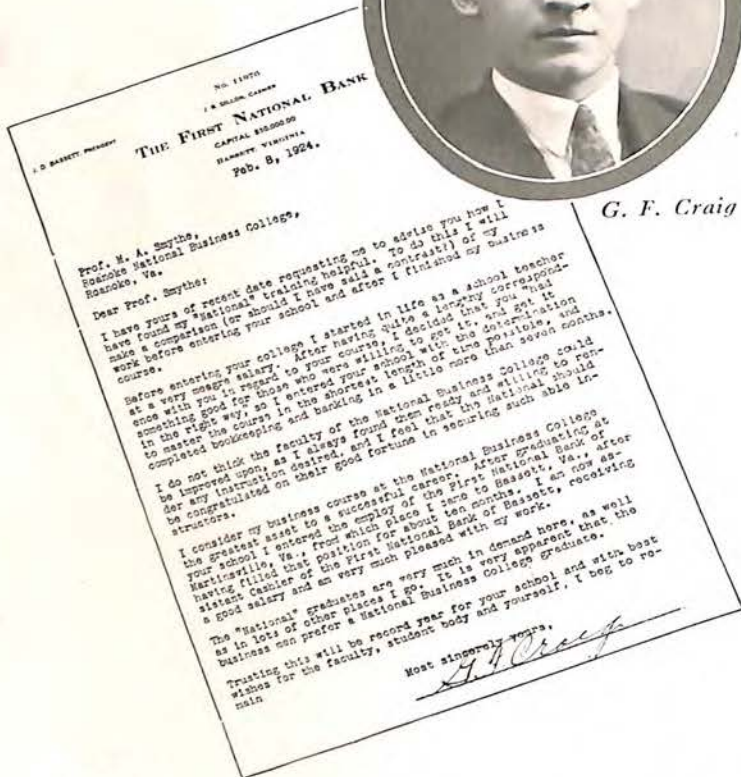 No. 11976
J. D. BASSETT, PRESIDENT
J. R. DILLON, CASHIER
THE FIRST NATIONAL BANK
CAPITAL $50,000.00
BASSETT, VIRGINIA
Feb. 8, 1924.
Prof. M. A. Smythe,
Roanoke National Business College,
Roanoke, Va.
Dear Prof. Smythe:
I have yours of recent date requesting me to advise you how I
have found my "National" training helpful. To do this I will
make a comparison (or should I have said a contrast?) of my
work before entering your school and after I finished my business
course.
Before entering your college I started in life as a school teacher
at a very meagre salary. After having quite a lengthy correspond-
ence with you in regard to your course, I decided that you "had
something good for those who were willing to get it, and get it
in the right way, so I entered your school with the determination
to master the course in the shortest length of time possible, and
completed bookkeeping and banking in a little more than seven months.
I do not think the faculty of the National Business College could
be improved upon, as I always found them ready and willing to ren-
der any instruction desired, and I feel that the National should
be congratulated on their good fortune in securing such able in-
structors.
I consider my business course at the National Business College
the greatest asset to a successful career. After graduating at
your school I entered the employ of the First National Bank of
Martinsville, Va., from which place I came to Bassett, Va., after
having filled that position for about ten months. I am now as-
sistant Cashier of the First National Bank of Bassett, receiving
a good salary and am very much pleased with my work.
The "National" graduates are very much in demand here, as well
as in lots of other places I go. It is very apparent that the
business men prefer a National Business College graduate.
Trusting this will be record year for your school and with best
wishes for the faculty, student body and yourself, I beg to re-
main
Most sincerely yours,
G. F. Craig
G. F. Craig